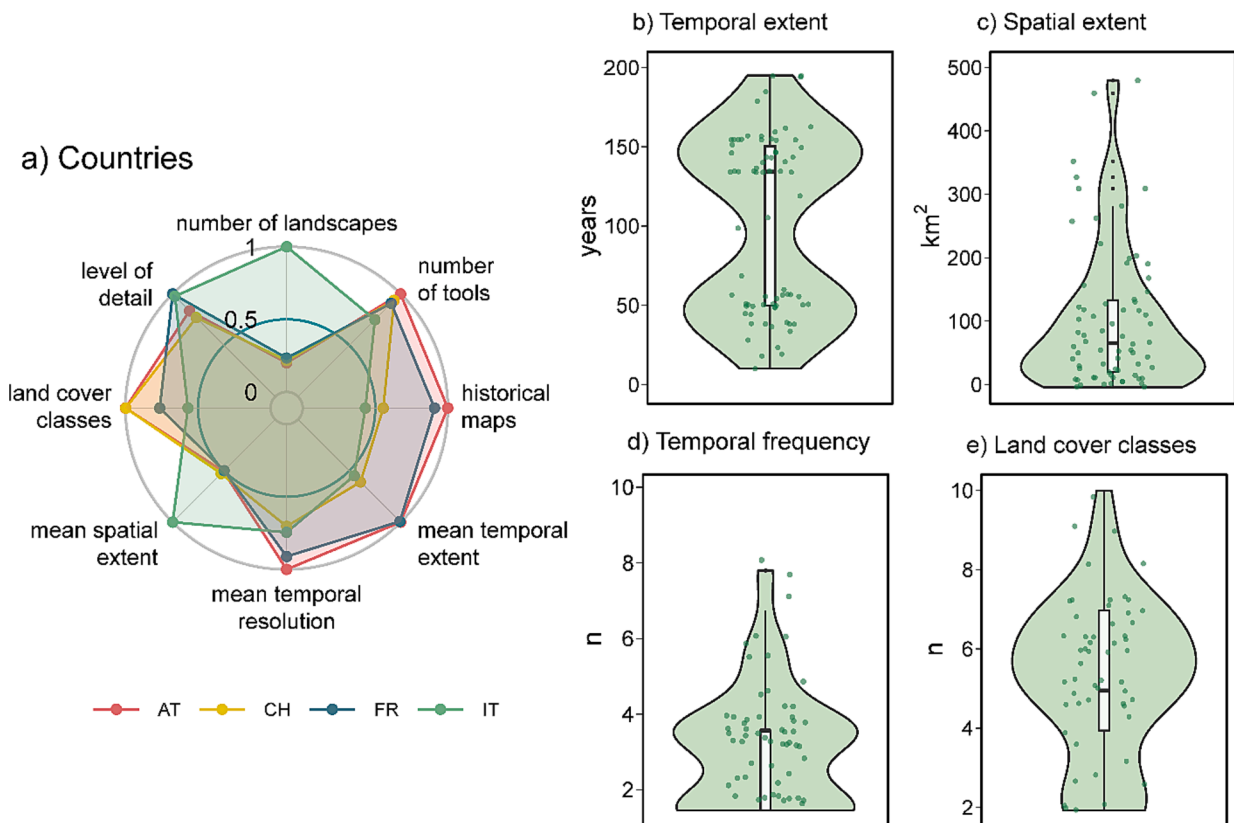 a) Countries
number of landscapes
1
level of
detail
number
of tools
0.5
land cover
classes
0
historical
maps
mean spatial
extent
mean temporal
extent
mean temporal
resolution
AT CH FR IT
b) Temporal extent
200
150
100
50
0
years
c) Spatial extent
500
400
300
200
100
0
km²
d) Temporal frequency
10
8
6
4
2
n
e) Land cover classes
10
8
6
4
2
n